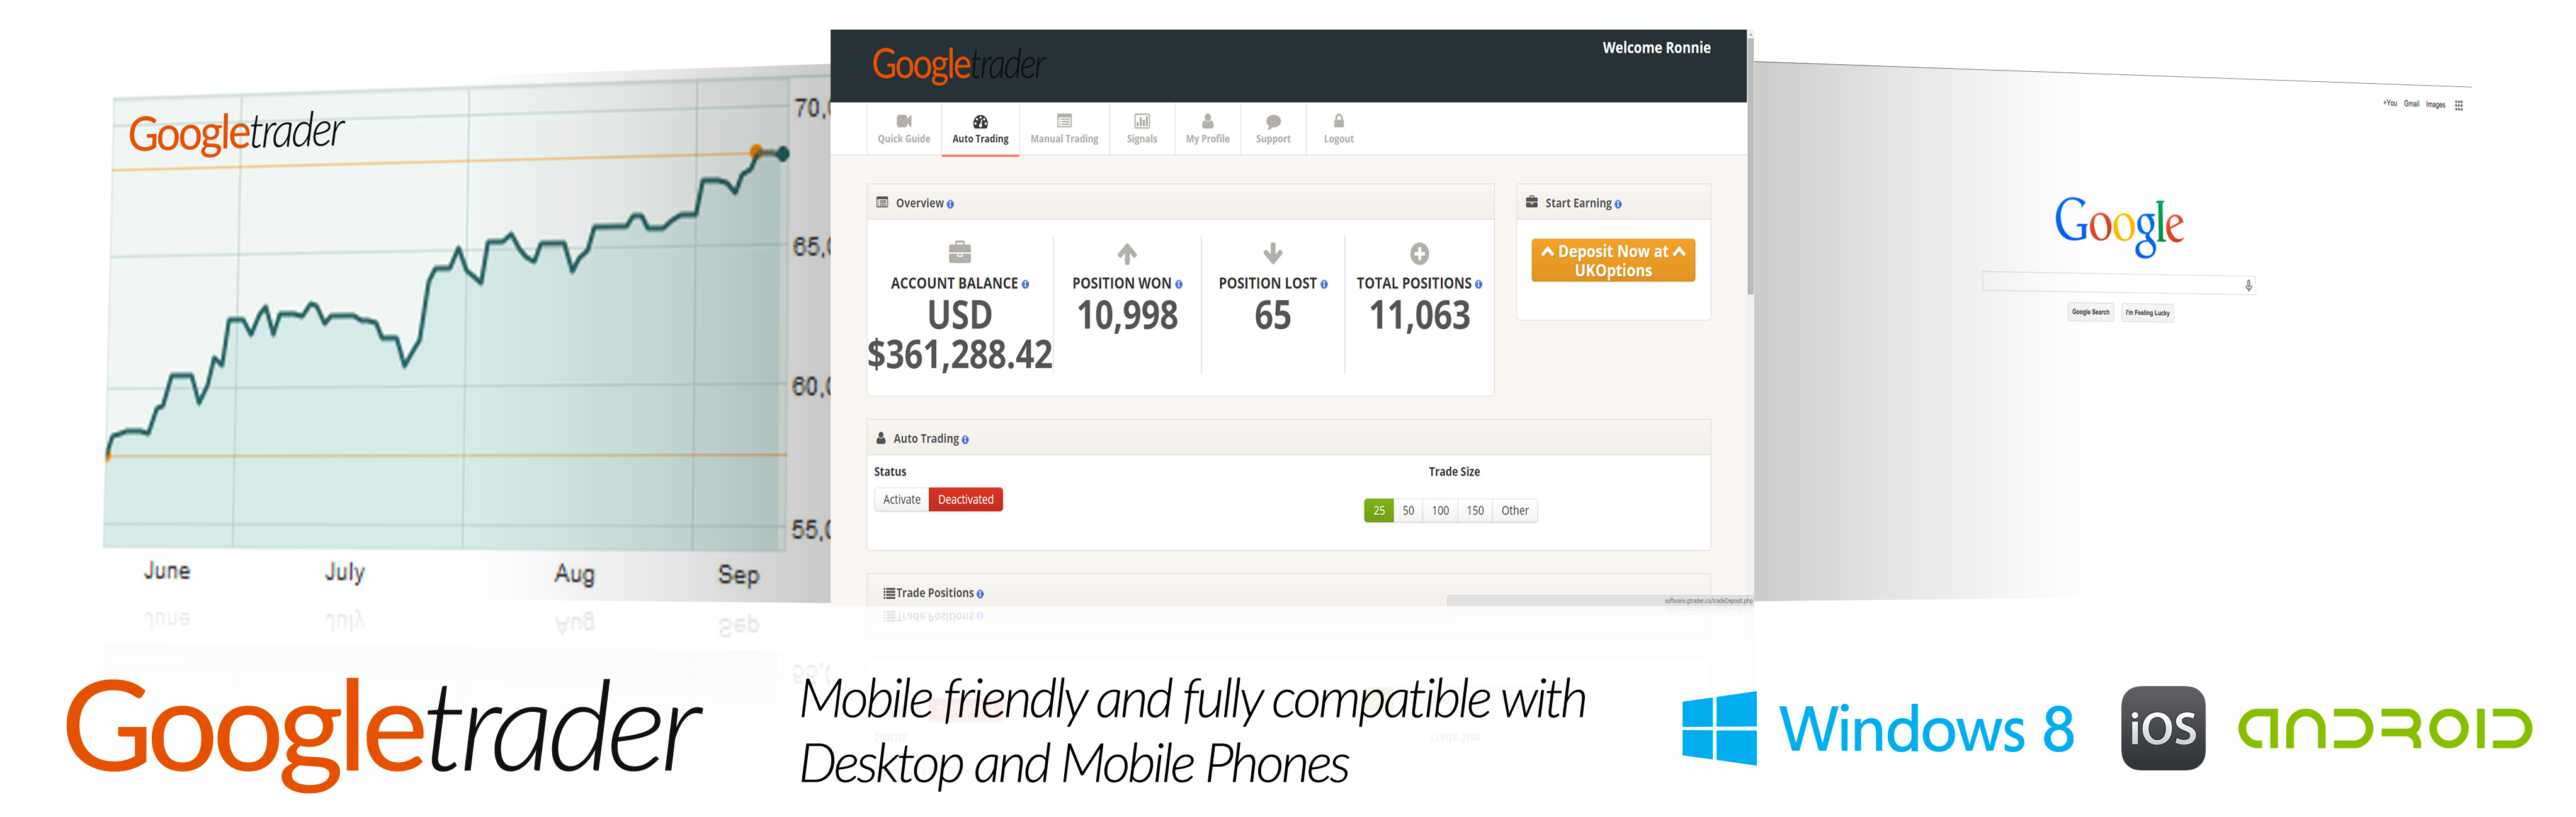 Googletrader
70,0
65,0
60,0
55,0
June
July
Aug
Sep
Googletrader
Welcome Ronnie
Quick Guide
Auto Trading
Manual Trading
Signals
My Profile
Support
Logout
Overview
ACCOUNT BALANCE
USD
$361,288.42
POSITION WON
10,998
POSITION LOST
65
TOTAL POSITIONS
11,063
Start Earning
Deposit Now at
UKOptions
Auto Trading
Status
Activate
Deactivated
Trade Size
25
50
100
150
Other
Trade Positions
software.gtrader.co/tradeDeposit.php
+You
Gmail
Images
Google
Google Search
I'm Feeling Lucky
Googletrader
Mobile friendly and fully compatible with
Desktop and Mobile Phones
Windows 8
iOS
ANDROID